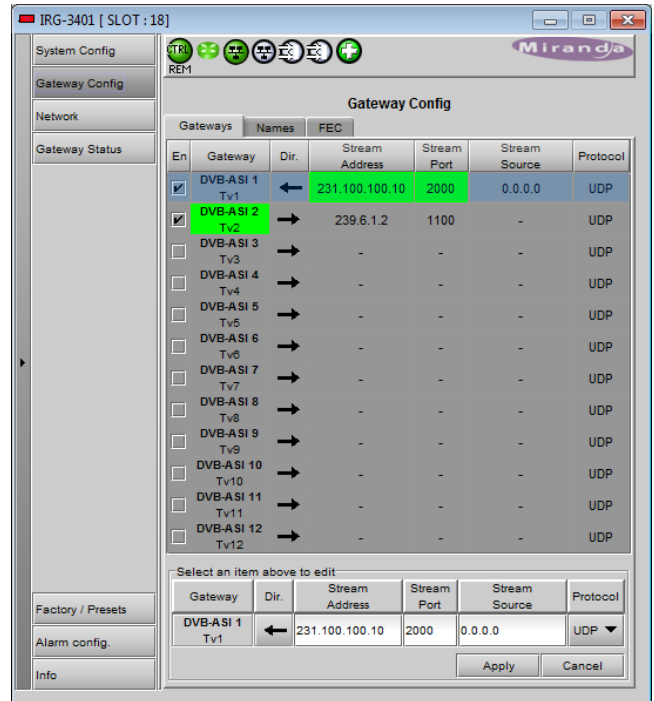 IRG-3401 [ SLOT : 18]
System Config
Gateway Config
Network
Gateway Status
Factory / Presets
Alarm config.
Info
CTRL
REM
Miranda
Gateway Config
Gateways Names FEC
En Gateway Dir. Stream Address Stream Port Stream Source Protocol
DVB-ASI 1
Tv1
231.100.100.10 2000 0.0.0.0 UDP
DVB-ASI 2
Tv2
239.6.1.2 1100 - UDP
DVB-ASI 3
Tv3
- - - UDP
DVB-ASI 4
Tv4
- - - UDP
DVB-ASI 5
Tv5
- - - UDP
DVB-ASI 6
Tv6
- - - UDP
DVB-ASI 7
Tv7
- - - UDP
DVB-ASI 8
Tv8
- - - UDP
DVB-ASI 9
Tv9
- - - UDP
DVB-ASI 10
Tv10
- - - UDP
DVB-ASI 11
Tv11
- - - UDP
DVB-ASI 12
Tv12
- - - UDP
Select an item above to edit
Gateway Dir. Stream Address Stream Port Stream Source Protocol
DVB-ASI 1
Tv1
231.100.100.10 2000 0.0.0.0 UDP
Apply Cancel